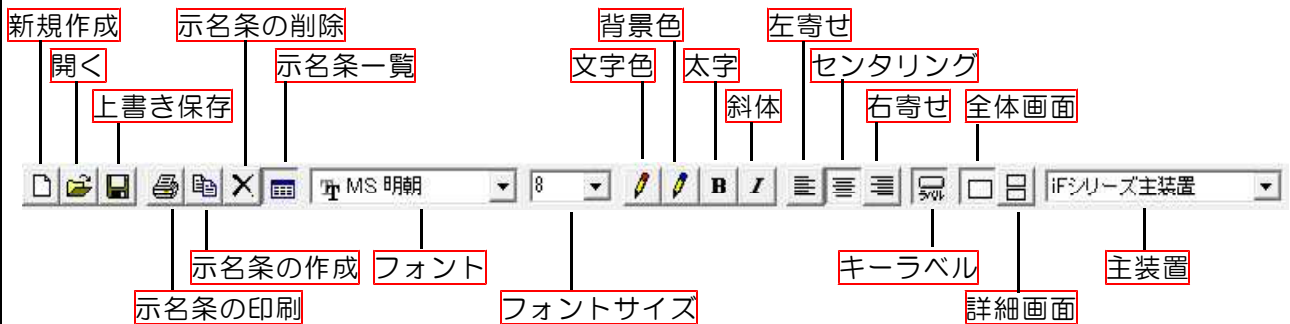 新規作成
示名条の削除
背景色
左寄せ
開く
示名条一覧
文字色
太字
センタリング
上書き保存
斜体
右寄せ
全体画面
MS 明朝
8
B
I
ラベル
iFシリーズ主装置
示名条の作成
フォント
キーラベル
主装置
示名条の印刷
フォントサイズ
詳細画面